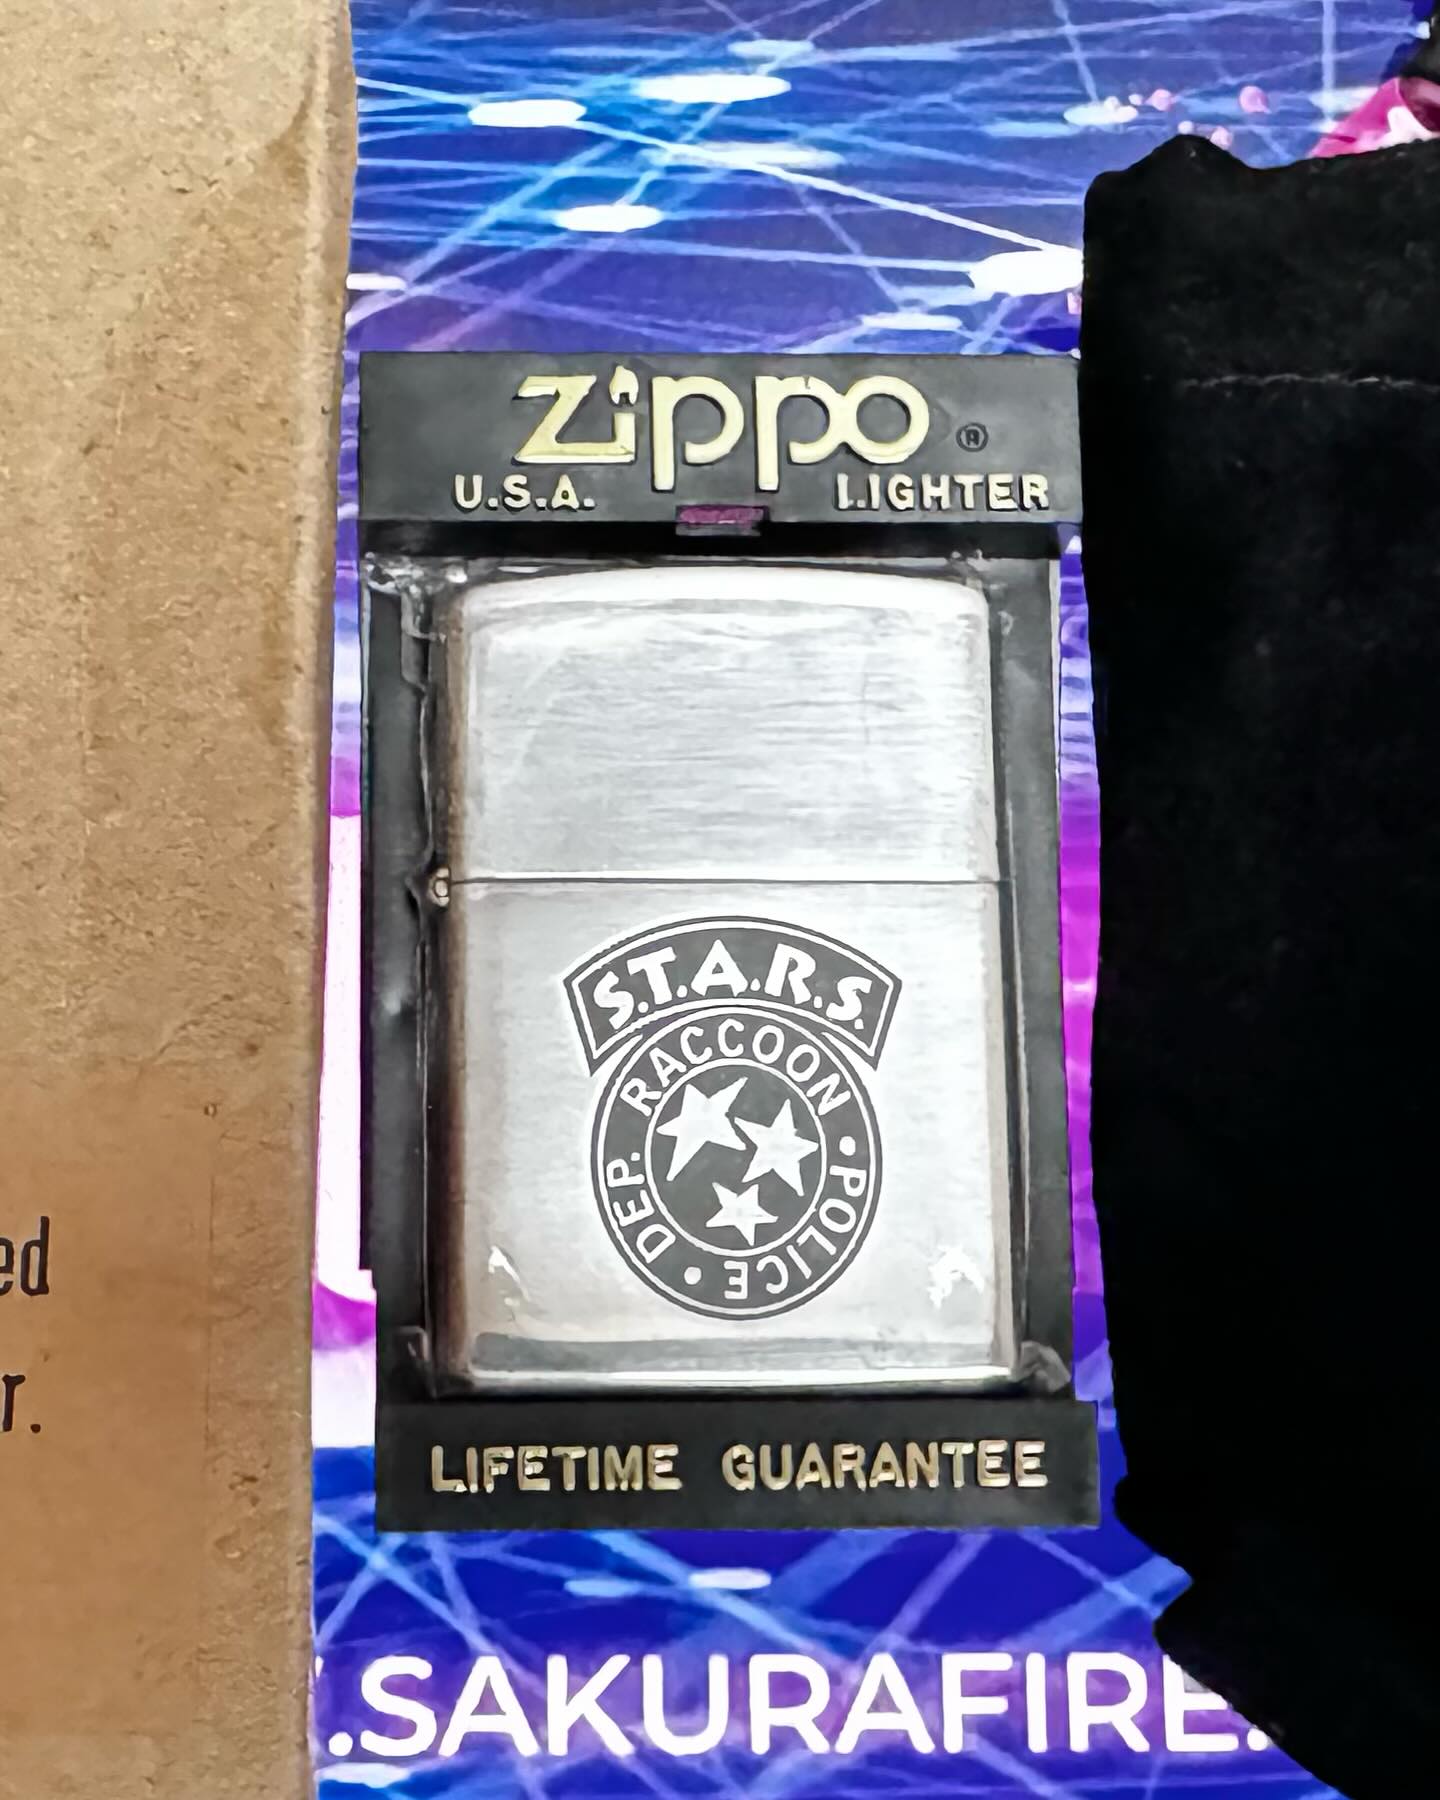 zippo ®
U.S.A. LIGHTER
S.T.A.R.S.
RACCOON • POLICE • DEP.
ed
r.
LIFETIME GUARANTEE
.SAKURAFIRE.